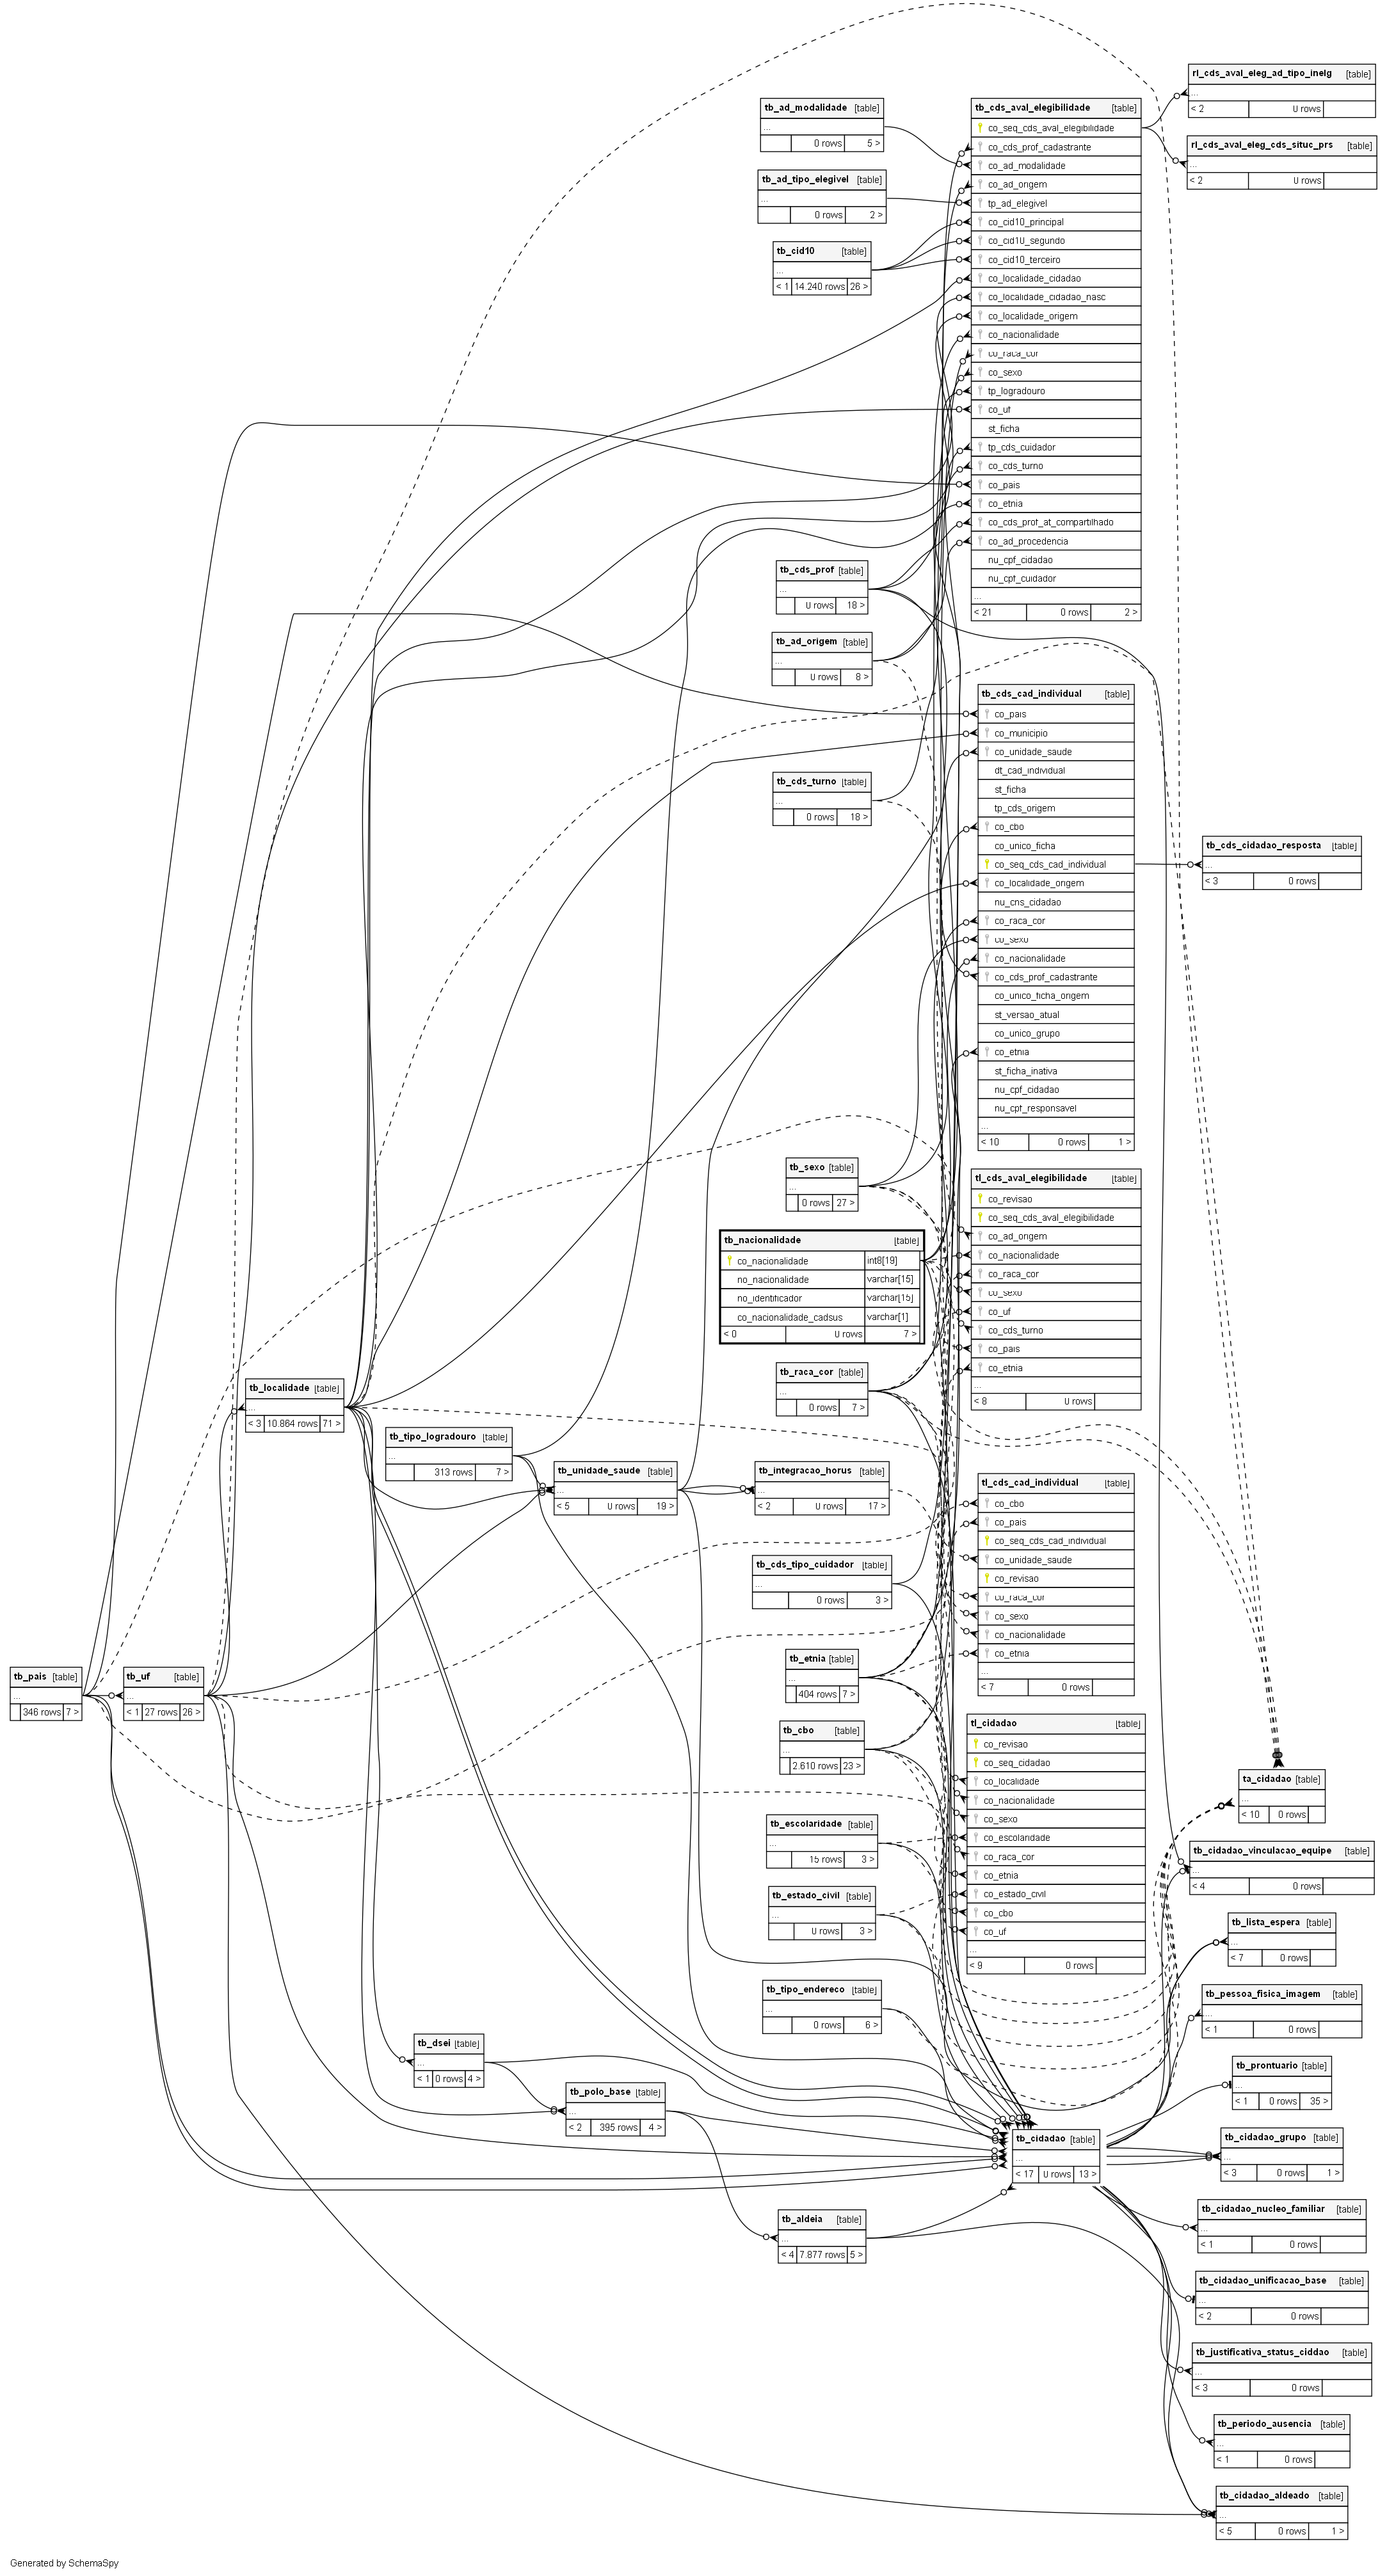 rl_cds_aval_eleg_ad_tipo_inelg [table]
...
< 2 0 rows
rl_cds_aval_eleg_cds_situc_prs [table]
...
< 2 0 rows
tb_ad_modalidade [table]
...
0 rows 5 >
tb_ad_tipo_elegivel [table]
...
0 rows 2 >
tb_cid10 [table]
...
< 1 14.240 rows 26 >
tb_cds_aval_elegibilidade [table]
co_seq_cds_aval_elegibilidade
co_cds_prof_cadastrante
co_ad_modalidade
co_ad_origem
tp_ad_elegivel
co_cid10_principal
co_cid10_segundo
co_cid10_terceiro
co_localidade_cidadao
co_localidade_cidadao_nasc
co_localidade_origem
co_nacionalidade
co_raca_cor
co_sexo
tp_logradouro
co_uf
st_ficha
tp_cds_cuidador
co_cds_turno
co_pais
co_etnia
co_cds_prof_at_compartilhado
co_ad_procedencia
nu_cpf_cidadao
nu_cpf_cuidador
...
< 21 0 rows 2 >
tb_cds_prof [table]
...
0 rows 18 >
tb_ad_origem [table]
...
0 rows 8 >
tb_cds_turno [table]
...
0 rows 18 >
tb_cds_cad_individual [table]
co_pais
co_municipio
co_unidade_saude
dt_cad_individual
st_ficha
tp_cds_origem
co_cbo
co_unico_ficha
co_seq_cds_cad_individual
co_localidade_origem
nu_cns_cidadao
co_raca_cor
co_sexo
co_nacionalidade
co_cds_prof_cadastrante
co_unico_ficha_origem
st_versao_atual
co_unico_grupo
co_etnia
st_ficha_inativa
nu_cpf_cidadao
nu_cpf_responsavel
...
< 10 0 rows 1 >
tb_cds_cidadao_resposta [table]
...
< 3 0 rows
tb_sexo [table]
...
0 rows 27 >
tb_nacionalidade [table]
co_nacionalidade int8[19]
no_nacionalidade varchar[15]
no_identificador varchar[15]
co_nacionalidade_cadsus varchar[1]
< 0 0 rows 7 >
tl_cds_aval_elegibilidade [table]
co_revisao
co_seq_cds_aval_elegibilidade
co_ad_origem
co_nacionalidade
co_raca_cor
co_sexo
co_uf
co_cds_turno
co_pais
co_etnia
...
< 8 0 rows
tb_raca_cor [table]
...
0 rows 7 >
tb_localidade [table]
...
< 3 10.864 rows 71 >
tb_tipo_logradouro [table]
...
313 rows 7 >
tb_unidade_saude [table]
...
< 5 0 rows 19 >
tb_integracao_horus [table]
...
< 2 0 rows 17 >
tl_cds_cad_individual [table]
co_cbo
co_pais
co_seq_cds_cad_individual
co_unidade_saude
co_revisao
co_raca_cor
co_sexo
co_nacionalidade
co_etnia
...
< 7 0 rows
tb_cds_tipo_cuidador [table]
...
0 rows 3 >
tb_etnia [table]
...
404 rows 7 >
tb_pais [table]
...
346 rows 7 >
tb_uf [table]
...
< 1 27 rows 26 >
tb_cbo [table]
...
2.610 rows 23 >
tl_cidadao [table]
co_revisao
co_seq_cidadao
co_localidade
co_nacionalidade
co_sexo
co_escolaridade
co_raca_cor
co_etnia
co_estado_civil
co_cbo
co_uf
...
< 9 0 rows
ta_cidadao [table]
...
< 10 0 rows
tb_escolaridade [table]
...
15 rows 3 >
tb_cidadao_vinculacao_equipe [table]
...
< 4 0 rows
tb_estado_civil [table]
...
0 rows 3 >
tb_lista_espera [table]
...
< 7 0 rows
tb_tipo_endereco [table]
...
0 rows 6 >
tb_pessoa_fisica_imagem [table]
...
< 1 0 rows
tb_dsei [table]
...
< 1 0 rows 4 >
tb_prontuario [table]
...
< 1 0 rows 35 >
tb_polo_base [table]
...
< 2 395 rows 4 >
tb_cidadao [table]
...
< 17 0 rows 13 >
tb_cidadao_grupo [table]
...
< 3 0 rows 1 >
tb_aldeia [table]
...
< 4 7.877 rows 5 >
tb_cidadao_nucleo_familiar [table]
...
< 1 0 rows
tb_cidadao_unificacao_base [table]
...
< 2 0 rows
tb_justificativa_status_ciddao [table]
...
< 3 0 rows
tb_periodo_ausencia [table]
...
< 1 0 rows
tb_cidadao_aldeado [table]
...
< 5 0 rows 1 >
Generated by SchemaSpy